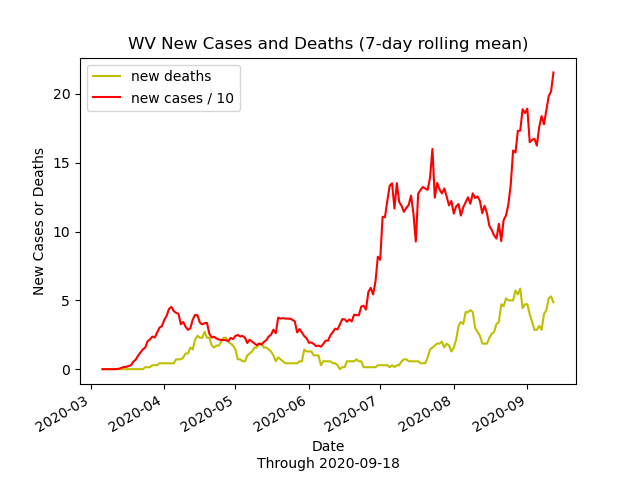 WV New Cases and Deaths (7-day rolling mean)
new deaths
new cases / 10
New Cases or Deaths
20
15
10
5
0
2020-03
2020-04
2020-05
2020-06
2020-07
2020-08
2020-09
Date
Through 2020-09-18